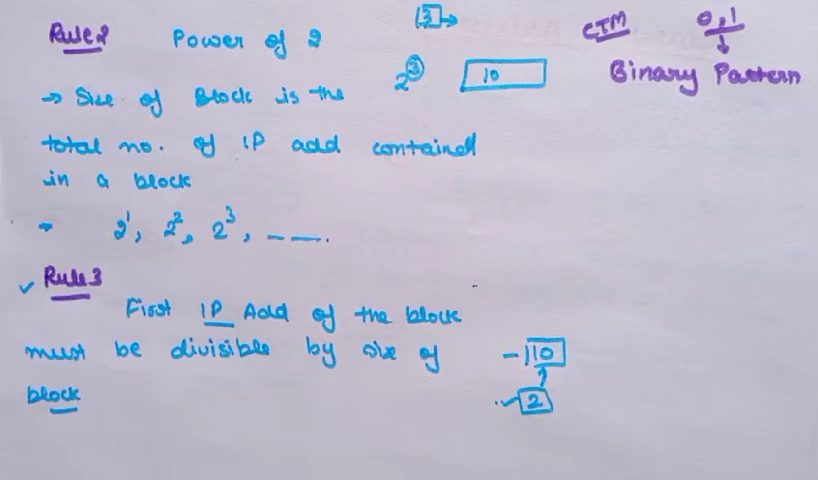 Rule 2 Power of 2
3
CIM
0,1
Binary Pattern
2³ 10
→ Size of Block is the
total no. of IP add contained
in a block
→ 2¹, 2², 2³, ——.
✓ Rule 3
First IP Add of the block
must be divisible by size of
block
- 110
✓ 2